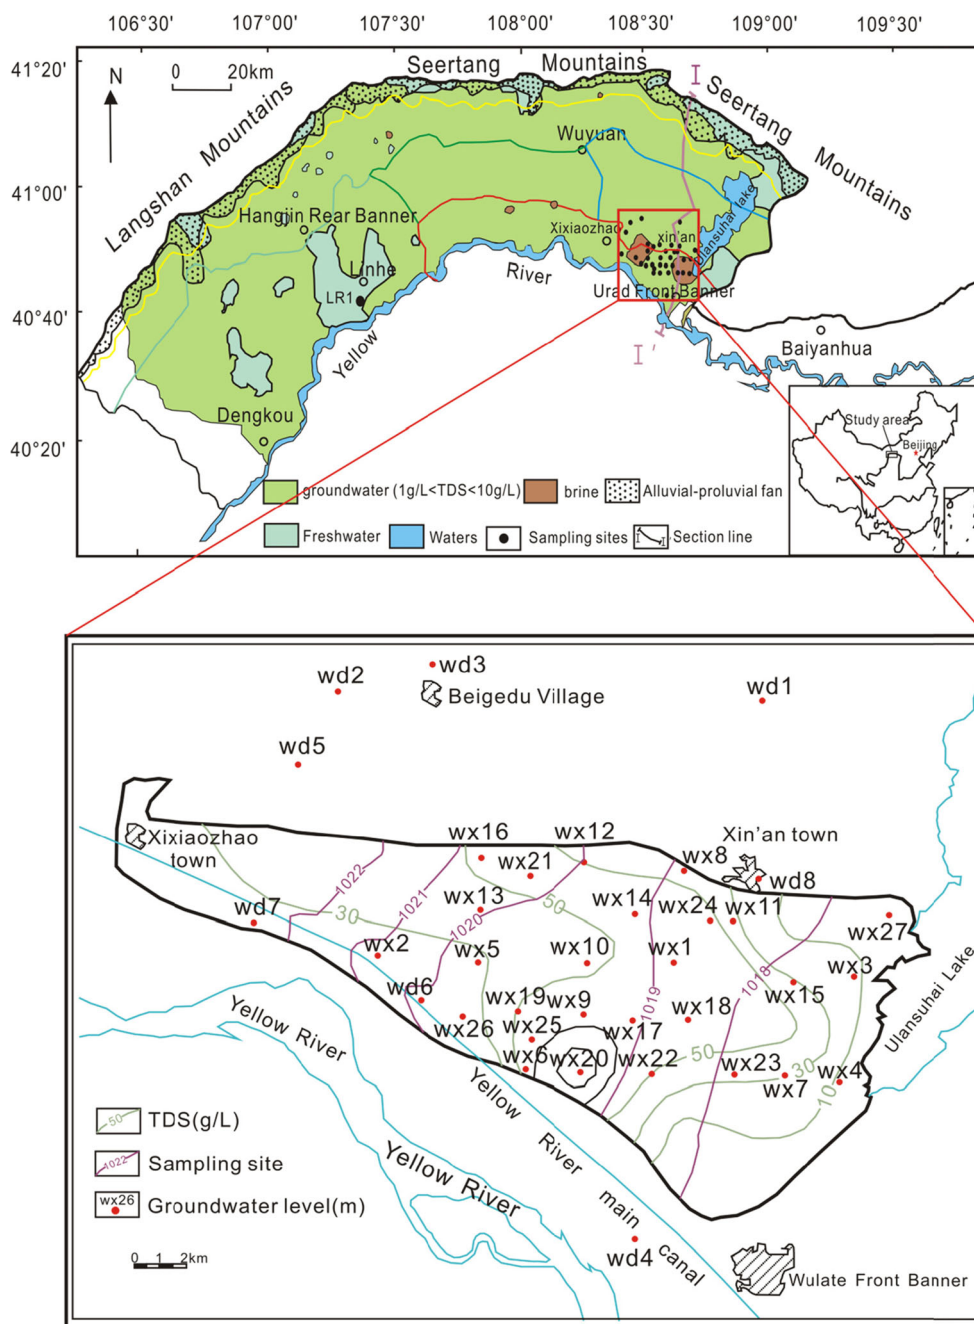 106°30'
107°00'
107°30'
108°00'
108°30'
109°00'
109°30'
41°20'
41°00'
40°40'
40°20'
N
0 20km
Seertang Mountains
Seertang Mountains
Langshan Mountains
I
Wuyuan
Hangjin Rear Banner
Xixiaozhao
xin'an
Ulansuhai lake
Linhe
LR1
River
Urad Front Banner
Yellow
I
Baiyanhua
Dengkou
Study area
Beijing
groundwater (1g/L<TDS<10g/L)
brine
Alluvial-proluvial fan
Freshwater
Waters
Sampling sites
I I
Section line
wd3
wd2
Beigedu Village
wd1
wd5
Xixiaozhao
town
wx16
wx12
Xin'an town
wx21
wx8
wd8
1022
1021
1020
30
50
wx13
wx14
wx24
wx11
wx27
wd7
wx2
wx5
wx10
wx1
wx3
1019
1018
wd6
wx19
wx9
wx18
wx15
wx26
wx25
wx17
Ulansuhai Lake
wx6
wx20
wx22
50
wx23
30
wx7
wx4
10
Yellow River
Yellow River main canal
Yellow River
50
TDS(g/L)
1022
Sampling site
wx26
Groundwater level(m)
0 1 2km
wd4
Wulate Front Banner